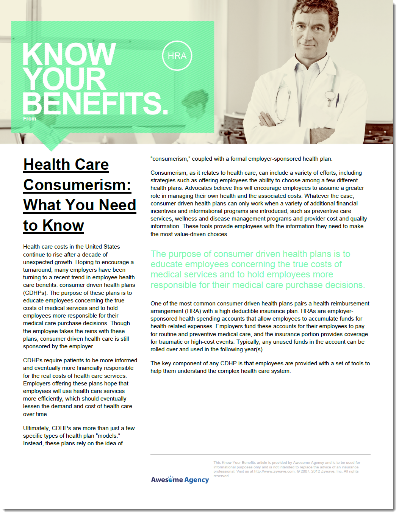 KNOW
YOUR
BENEFITS.
From
HRA
Health Care
Consumerism:
What You Need
to Know
Health care costs in the United States
continue to rise after a decade of
unexpected growth. Hoping to encourage a
turnaround, many employers have been
turning to a recent trend in employee health
care benefits: consumer driven health plans
(CDHPs). The purpose of these plans is to
educate employees concerning the true
costs of medical services and to hold
employees more responsible for their
medical care purchase decisions. Though
the employee takes the reins with these
plans, consumer driven health care is still
sponsored by the employer.
CDHPs require patients to be more informed
and eventually more financially responsible
for the real costs of health care services.
Employers offering these plans hope that
employees will use health care services
more efficiently, which should eventually
lessen the demand and cost of health care
over time.
Ultimately, CDHPs are more than just a few
specific types of health plan "models."
Instead, these plans rely on the idea of
"consumerism," coupled with a formal employer-sponsored health plan.
Consumerism, as it relates to health care, can include a variety of efforts, including
strategies such as offering employees the ability to choose among a few different
health plans. Advocates believe this will encourage employees to assume a greater
role in managing their own health and the associated costs. Whatever the case,
consumer driven health plans can only work when a variety of additional financial
incentives and informational programs are introduced, such as preventive care
services, wellness and disease management programs and provider cost and quality
information. These tools provide employees with the information they need to make
the most value-driven choices.
The purpose of consumer driven health plans is to
educate employees concerning the true costs of
medical services and to hold employees more
responsible for their medical care purchase decisions.
One of the most common consumer driven health plans pairs a health reimbursement
arrangement (HRA) with a high deductible insurance plan. HRAs are employer-
sponsored health spending accounts that allow employees to accumulate funds for
health related expenses. Employers fund these accounts for their employees to pay
for routine and preventive medical care, and the insurance portion provides coverage
for traumatic or high-cost events. Typically, any unused funds in the account can be
rolled over and used in the following year(s).
The key component of any CDHP is that employees are provided with a set of tools to
help them understand the complex health care system.
This Know Your Benefits article is provided by Awesome Agency and is to be used for
Awesome Agency